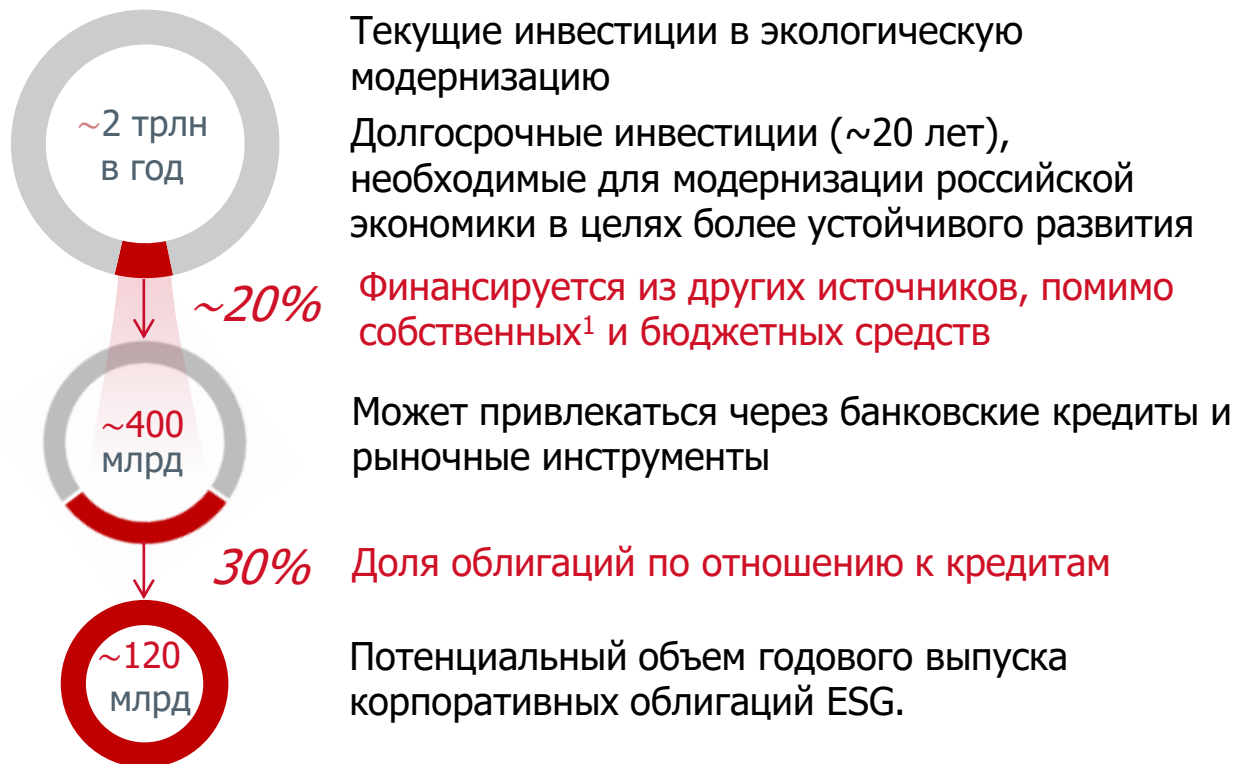 Текущие инвестиции в экологическую
модернизацию
~2 трлн
в год
Долгосрочные инвестиции (~20 лет),
необходимые для модернизации российской
экономики в целях более устойчивого развития
~20%
Финансируется из других источников, помимо
собственных¹ и бюджетных средств
~400
млрд
Может привлекаться через банковские кредиты и
рыночные инструменты
30%
Доля облигаций по отношению к кредитам
~120
млрд
Потенциальный объем годового выпуска
корпоративных облигаций ESG.